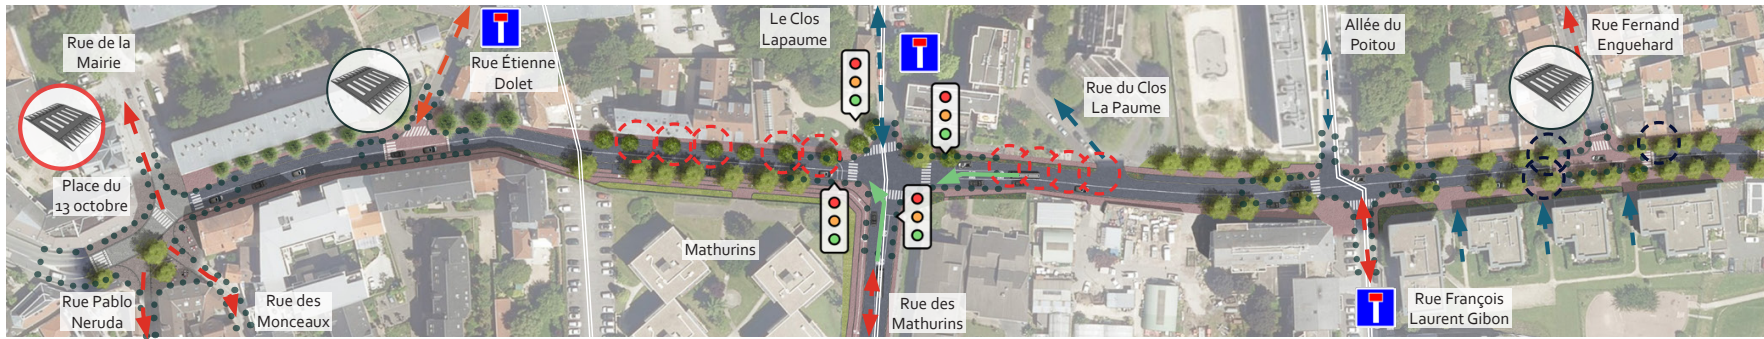 Rue de la
Mairie
Place du
13 octobre
Rue Pablo
Neruda
Rue des
Monceaux
Rue Étienne
Dolet
Mathurins
Le Clos
Lapaume
Rue des
Mathurins
Rue du Clos
La Paume
Allée du
Poitou
Rue François
Laurent Gibon
Rue Fernand
Enguehard